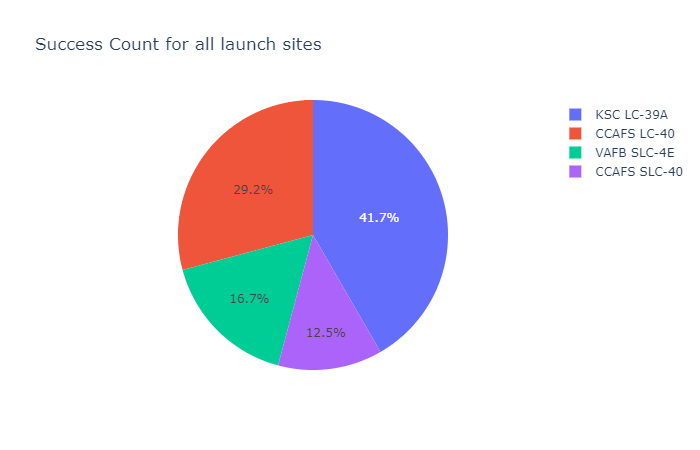 Success Count for all launch sites
KSC LC-39A
CCAFS LC-40
VAFB SLC-4E
CCAFS SLC-40
29.2%
41.7%
16.7%
12.5%